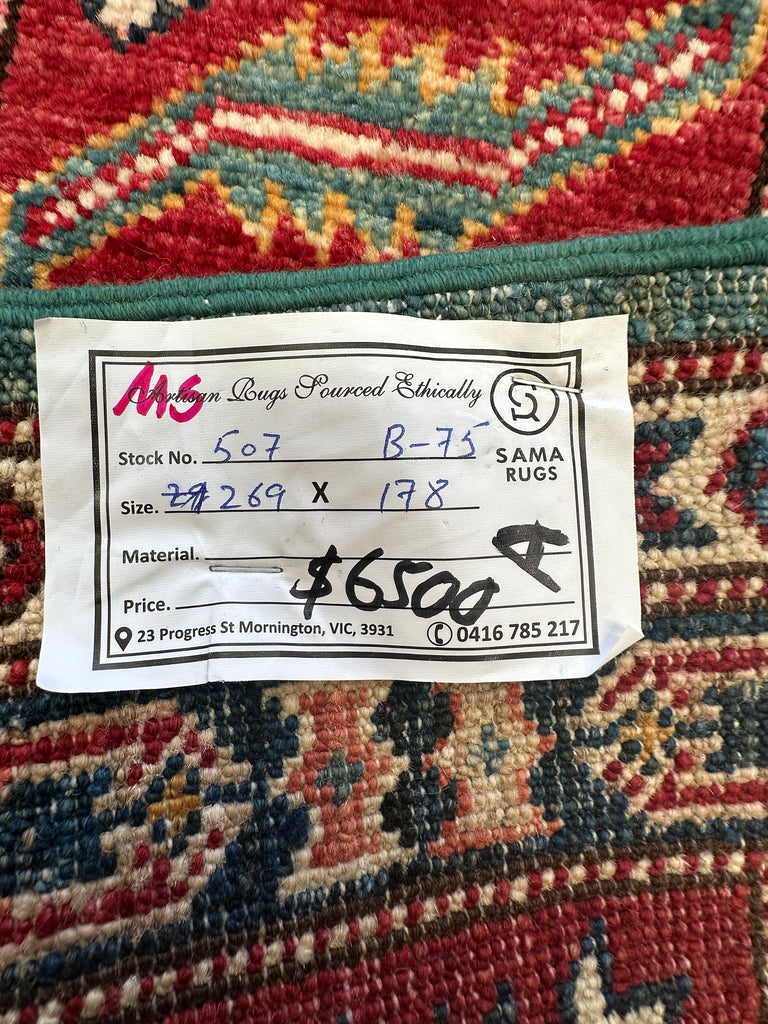 MS
Artisan Rugs Sourced Ethically
SAMA
RUGS
Stock No. 507 B-75
Size. 269 X 178
Material.
$6500 A
Price.
23 Progress St Mornington, VIC, 3931 0416 785 217